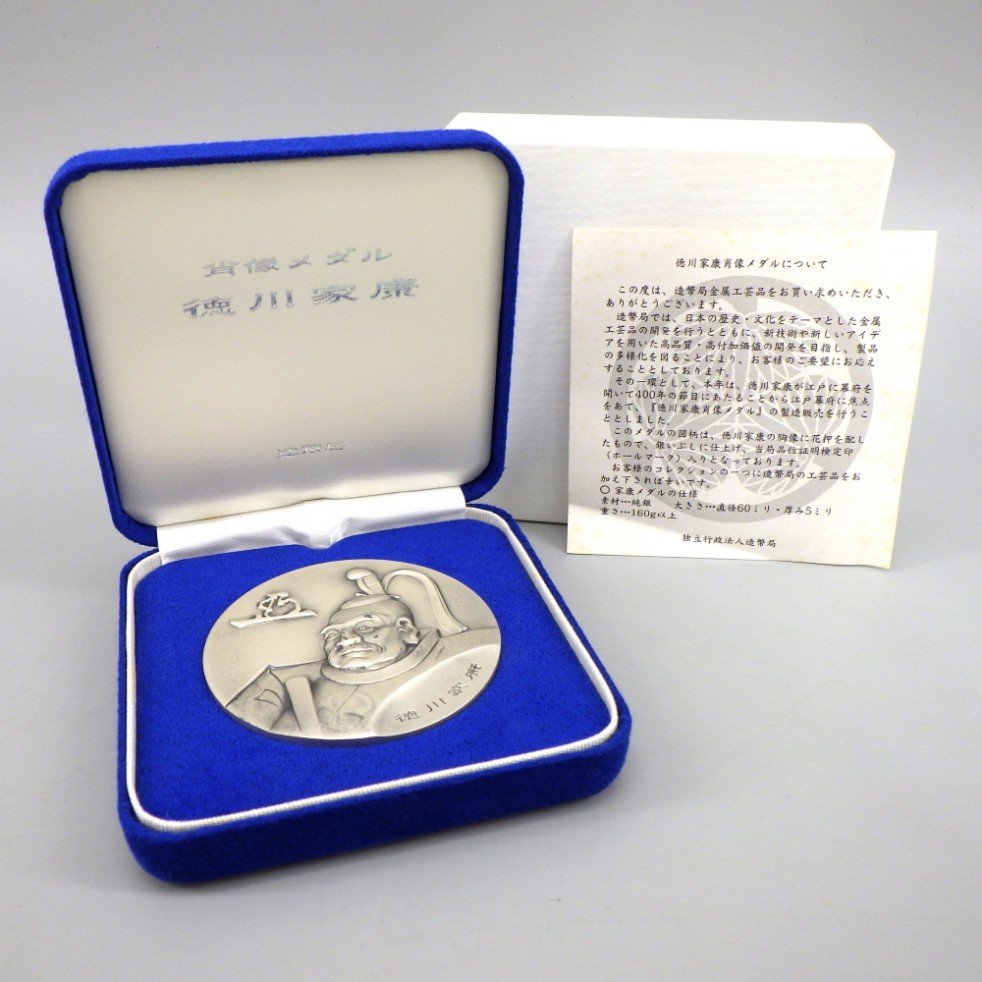 肖像メダル
徳川家康
造幣局
徳川家康
徳川家康肖像メダルについて
この度は、造幣局金属工芸品をお買い求めいただき、
ありがとうございます。
造幣局では、日本の歴史・文化をテーマとした金属
工芸品の開発を行うとともに、新技術や新しいアイデ
アを用いた高品質・高付加価値の開発を目指し、製品
の多様化を図ることにより、お客様のご要望にお応え
することとしております。
その一環として、本年は、徳川家康が江戸に幕府を
開いて400年の節目にあたることから江戸幕府に焦点
をあて、『徳川家康肖像メダル』の製造販売を行うこ
ととしました。
このメダルの図柄は、徳川家康の胸像に花押を配し
たもので、銀いぶしに仕上げ、当局品位証明検定印
（ホールマーク）入りとなっております。
お客様のコレクションの一つに造幣局の工芸品をお
加え下されば幸いです。
○家康メダルの仕様
素材…純銀　大きさ…直径60ミリ・厚み5ミリ
重さ…160g以上
独立行政法人造幣局